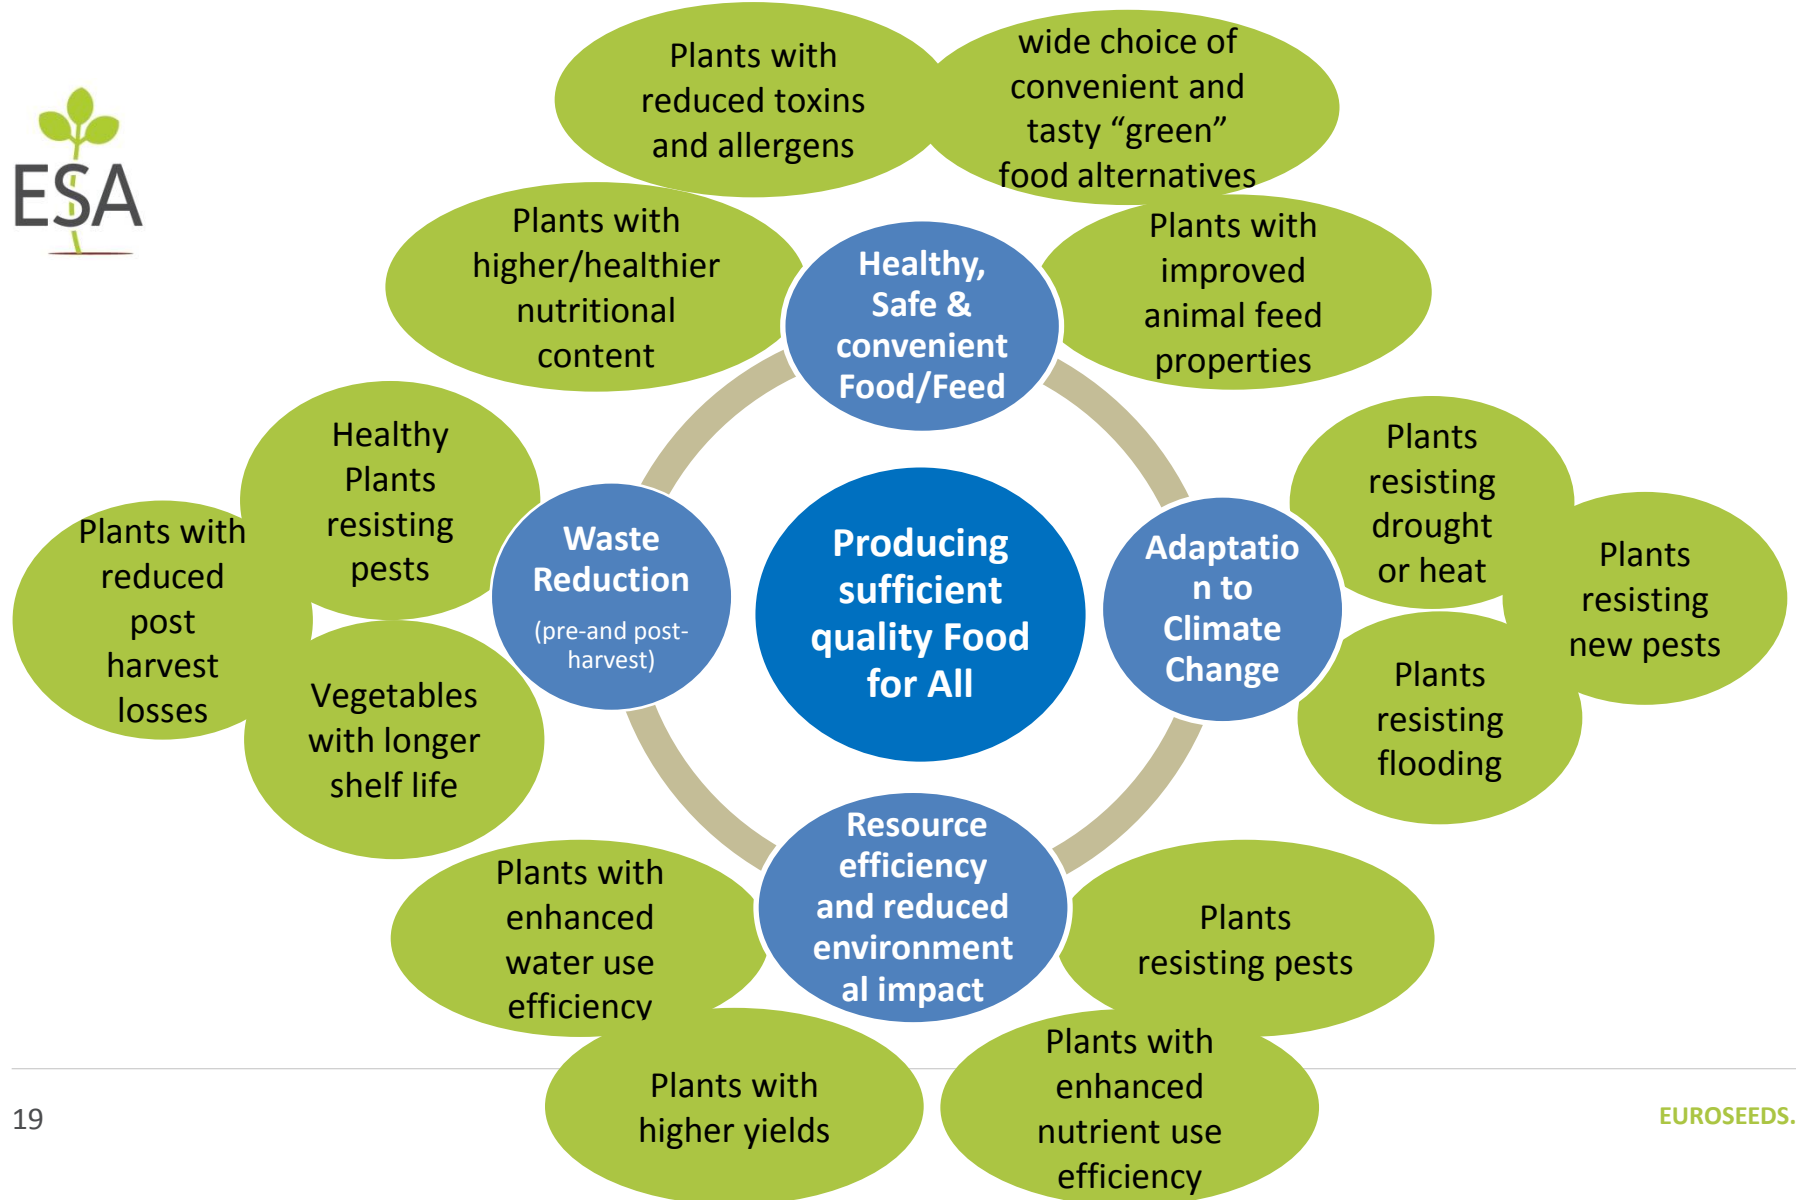 ESA
Plants with
reduced toxins
and allergens
wide choice of
convenient and
tasty “green”
food alternatives
Plants with
higher/healthier
nutritional
content
Healthy,
Safe &
convenient
Food/Feed
Plants with
improved
animal feed
properties
Healthy
Plants
resisting
pests
Plants with
reduced
post
harvest
losses
Vegetables
with longer
shelf life
Waste
Reduction
(pre-and post-
harvest)
Producing
sufficient
quality Food
for All
Adaptatio
n to
Climate
Change
Plants
resisting
drought
or heat
Plants
resisting
new pests
Plants
resisting
flooding
Resource
efficiency
and reduced
environment
al impact
Plants with
enhanced
water use
efficiency
Plants
resisting pests
Plants with
higher yields
Plants with
enhanced
nutrient use
efficiency
19
EUROSEEDS.